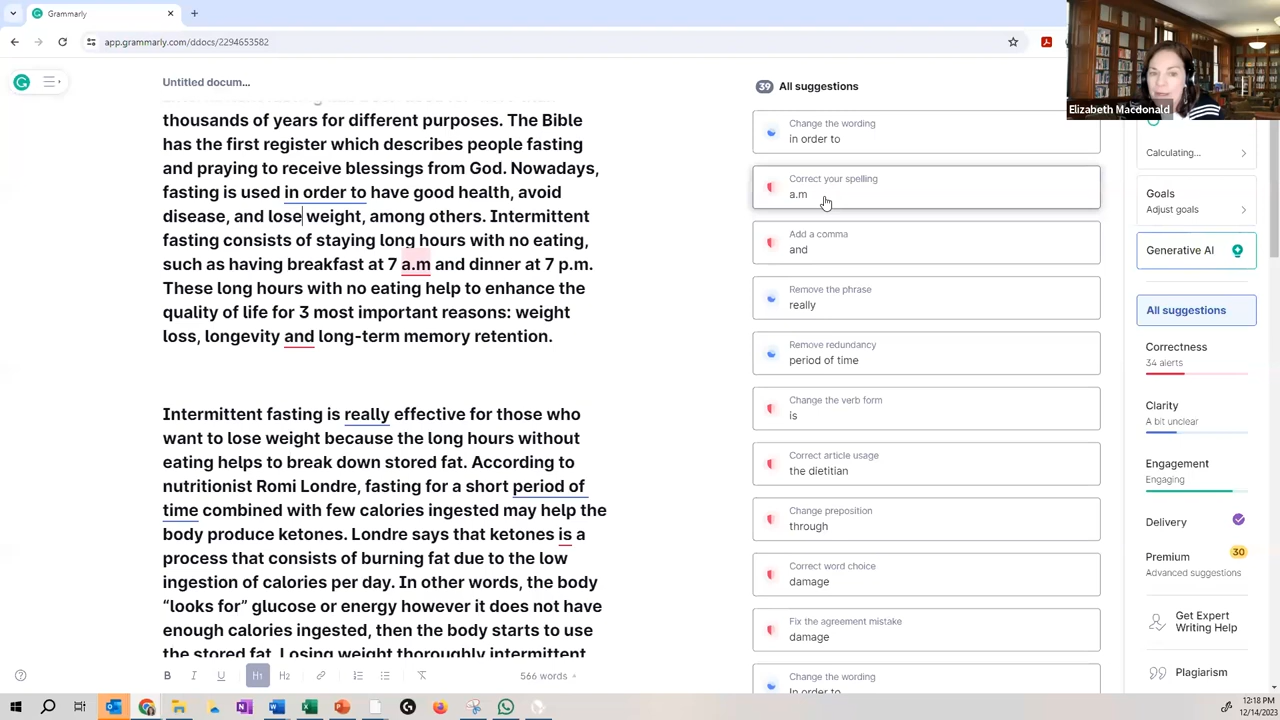 Grammarly
app.grammarly.com/ddocs/2294653582
Elizabeth Macdonald
Untitled docum...
thousands of years for different purposes. The Bible
has the first register which describes people fasting
and praying to receive blessings from God. Nowadays,
fasting is used in order to have good health, avoid
disease, and lose weight, among others. Intermittent
fasting consists of staying long hours with no eating,
such as having breakfast at 7 a.m and dinner at 7 p.m.
These long hours with no eating help to enhance the
quality of life for 3 most important reasons: weight
loss, longevity and long-term memory retention.
Intermittent fasting is really effective for those who
want to lose weight because the long hours without
eating helps to break down stored fat. According to
nutritionist Romi Londre, fasting for a short period of
time combined with few calories ingested may help the
body produce ketones. Londre says that ketones is a
process that consists of burning fat due to the low
ingestion of calories per day. In other words, the body
“looks for” glucose or energy however it does not have
enough calories ingested, then the body starts to use
the stored fat. Losing weight thoroughly intermittent
B I U H1 H2
566 words
39 All suggestions
Change the wording
in order to
Correct your spelling
a.m
Add a comma
and
Remove the phrase
really
Remove redundancy
period of time
Change the verb form
is
Correct article usage
the dietitian
Change preposition
through
Correct word choice
damage
Fix the agreement mistake
damage
Change the wording
In order to
Calculating...
Goals
Adjust goals
Generative AI
All suggestions
Correctness
34 alerts
Clarity
A bit unclear
Engagement
Engaging
Delivery
Premium 30
Advanced suggestions
Get Expert
Writing Help
Plagiarism
12:18 PM
12/14/2023